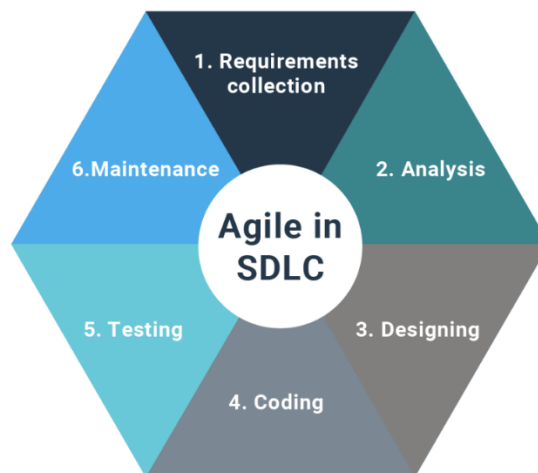 1. Requirements
collection
2. Analysis
3. Designing
4. Coding
5. Testing
6.Maintenance
Agile in
SDLC